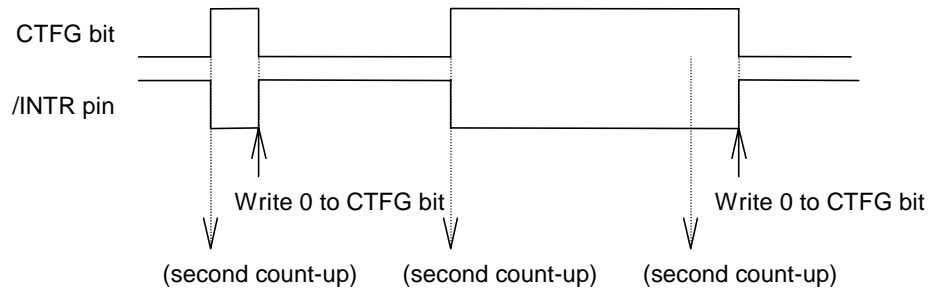 CTFG bit
/INTR pin
Write 0 to CTFG bit
Write 0 to CTFG bit
(second count-up)
(second count-up)
(second count-up)